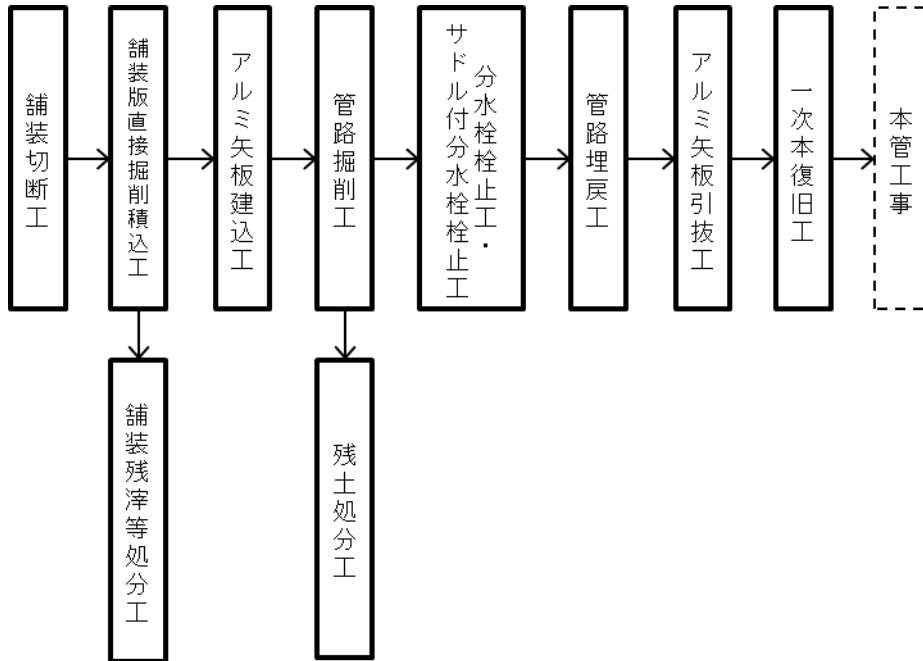 舗装切断工
舗装版直接掘削積込工
アルミ矢板建込工
管路掘削工
分水栓栓止工・
サドル付分水栓栓止工
管路埋戻工
アルミ矢板引抜工
一次本復旧工
本管工事
舗装残滓等処分工
残土処分工